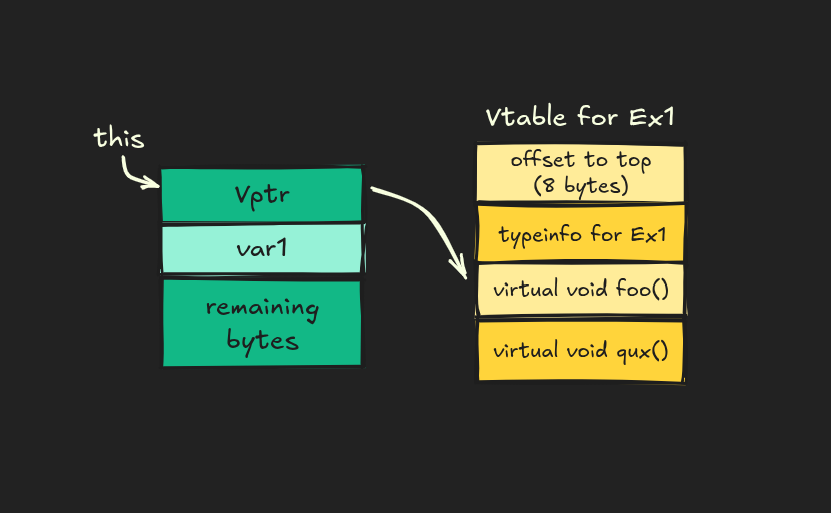 this
Vptr
var1
remaining
bytes
Vtable for Ex1
offset to top
(8 bytes)
typeinfo for Ex1
virtual void foo()
virtual void qux()